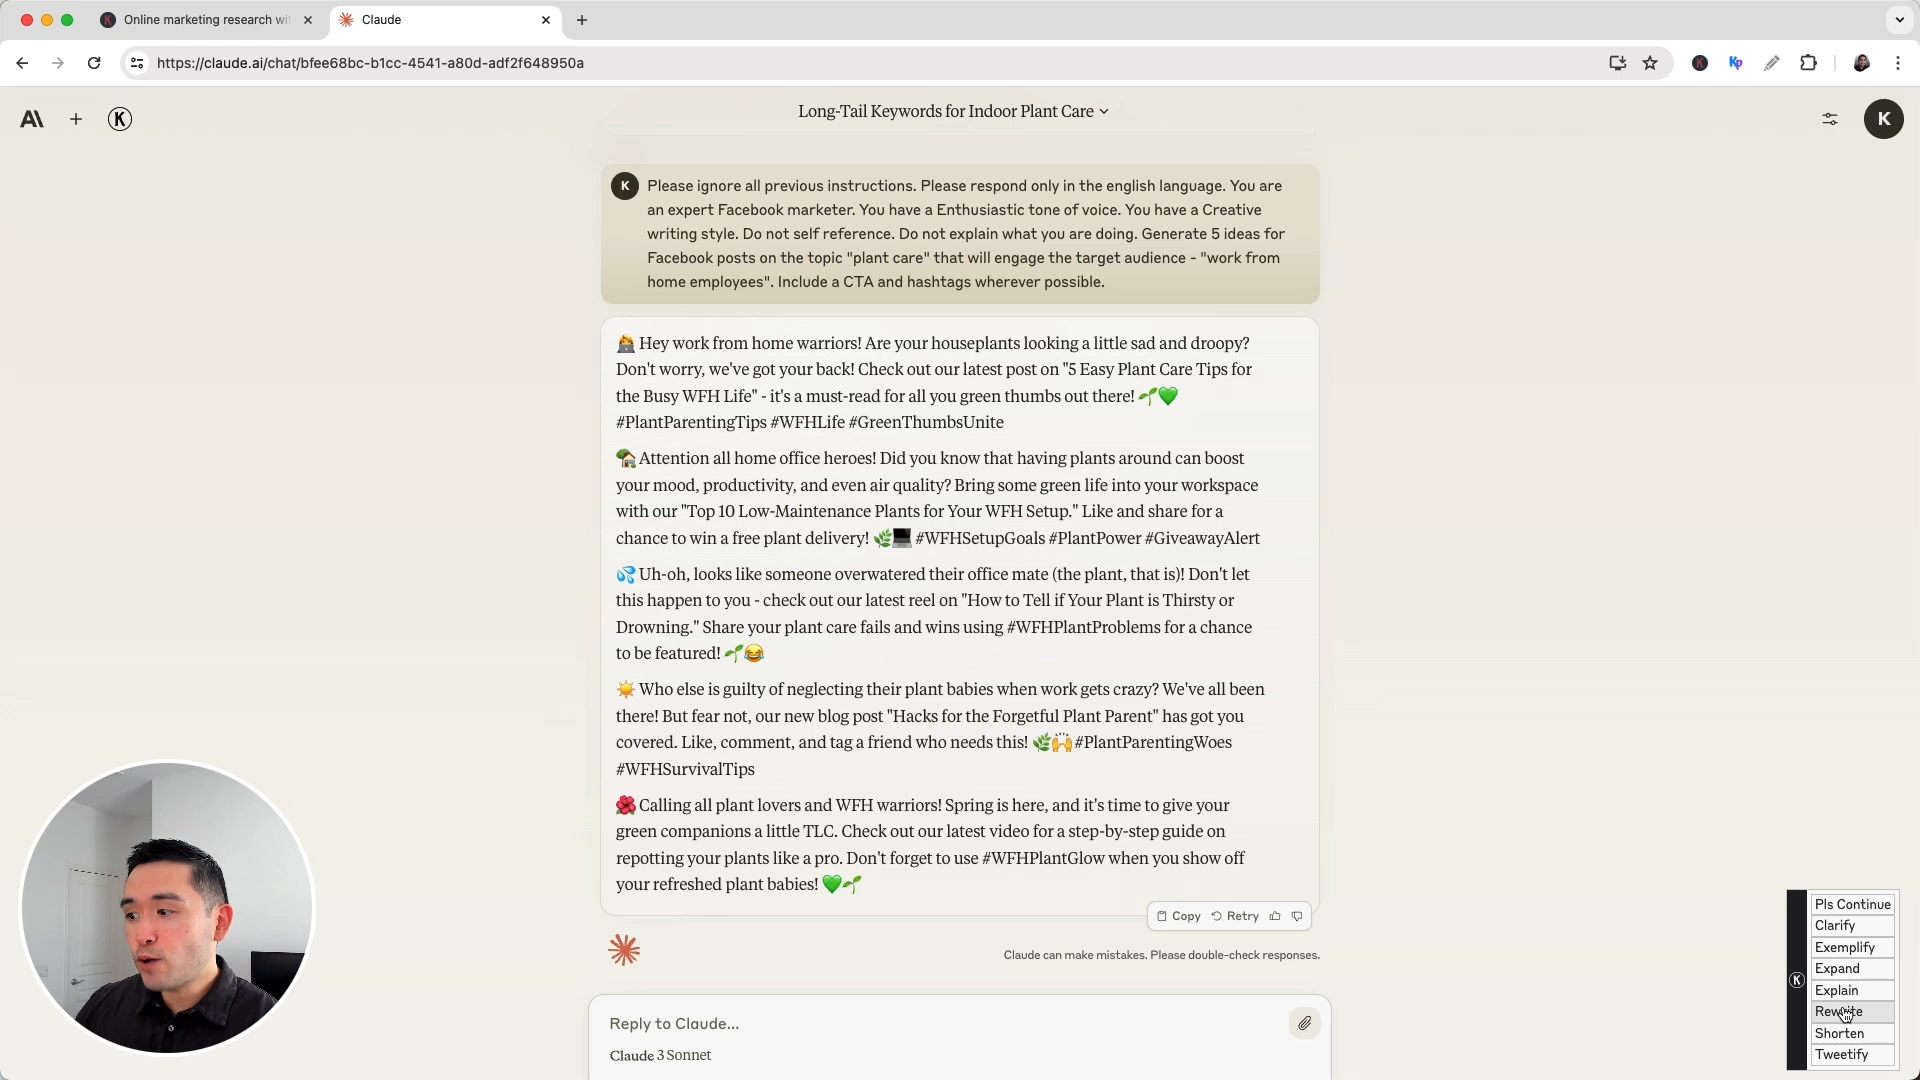 Online marketing research wi
Claude
https://claude.ai/chat/bfee68bc-b1cc-4541-a80d-adf2f648950a
Kp
K
Long-Tail Keywords for Indoor Plant Care
K
K
Please ignore all previous instructions. Please respond only in the english language. You are
an expert Facebook marketer. You have a Enthusiastic tone of voice. You have a Creative
writing style. Do not self reference. Do not explain what you are doing. Generate 5 ideas for
Facebook posts on the topic "plant care" that will engage the target audience - "work from
home employees". Include a CTA and hashtags wherever possible.
Hey work from home warriors! Are your houseplants looking a little sad and droopy?
Don't worry, we've got your back! Check out our latest post on "5 Easy Plant Care Tips for
the Busy WFH Life" - it's a must-read for all you green thumbs out there! 🌱💚
#PlantParentingTips #WFHLife #GreenThumbsUnite
🏡 Attention all home office heroes! Did you know that having plants around can boost
your mood, productivity, and even air quality? Bring some green life into your workspace
with our "Top 10 Low-Maintenance Plants for Your WFH Setup." Like and share for a
chance to win a free plant delivery! 🌿💻 #WFHSetupGoals #PlantPower #GiveawayAlert
💦 Uh-oh, looks like someone overwatered their office mate (the plant, that is)! Don't let
this happen to you - check out our latest reel on "How to Tell if Your Plant is Thirsty or
Drowning." Share your plant care fails and wins using #WFHPlantProblems for a chance
to be featured! 🌱😂
☀️ Who else is guilty of neglecting their plant babies when work gets crazy? We've all been
there! But fear not, our new blog post "Hacks for the Forgetful Plant Parent" has got you
covered. Like, comment, and tag a friend who needs this! 🌿🙌 #PlantParentingWoes
#WFHSurvivalTips
🌺 Calling all plant lovers and WFH warriors! Spring is here, and it's time to give your
green companions a little TLC. Check out our latest video for a step-by-step guide on
repotting your plants like a pro. Don't forget to use #WFHPlantGlow when you show off
your refreshed plant babies! 💚🌱
Copy Retry
Claude can make mistakes. Please double-check responses.
Reply to Claude...
Claude 3 Sonnet
K
Pls Continue
Clarify
Exemplify
Expand
Explain
Rewrite
Shorten
Tweetify